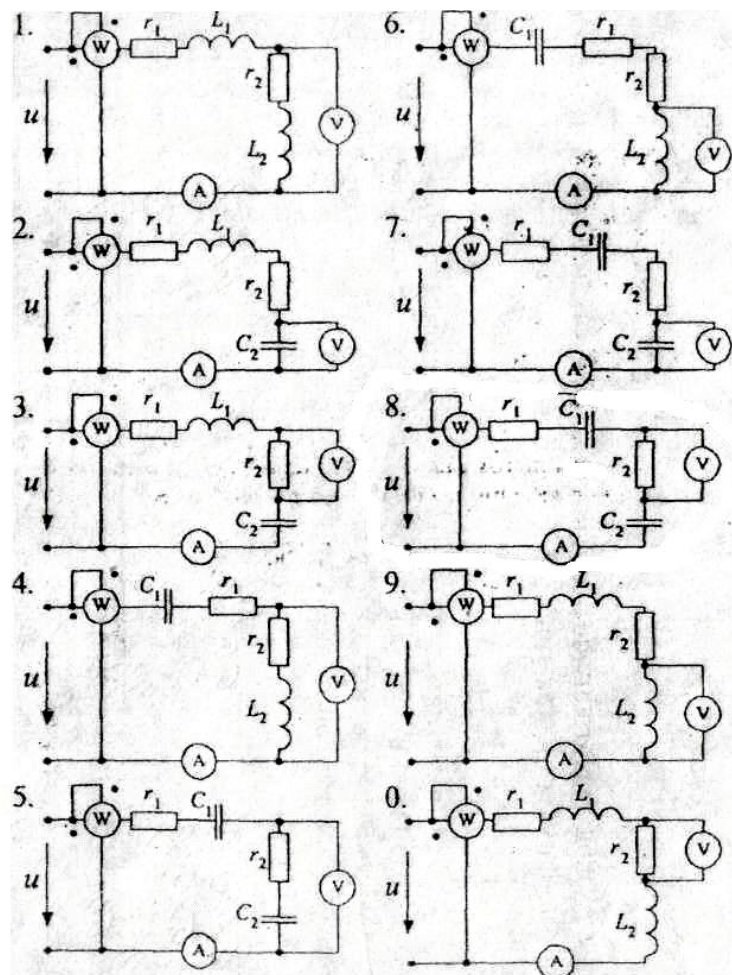 1. W r₁ L₁
r₂
u V
L₂
A
2. W r₁ L₁
r₂
u
C₂ V
A
3. W r₁ L₁
r₂ V
u
C₂
A
4. W C₁ r₁
r₂
u V
L₂
A
5. W r₁ C₁
r₂
u V
C₂
A
6. W C₁ r₁
r₂
u
L₂ V
A
7. W r₁ C₁
r₂
u
C₂ V
A
8. W r₁ C₁
r₂ V
u
C₂
A
9. W r₁ L₁
r₂
u
L₂ V
A
0. W r₁ L₁
r₂ V
u
L₂
A